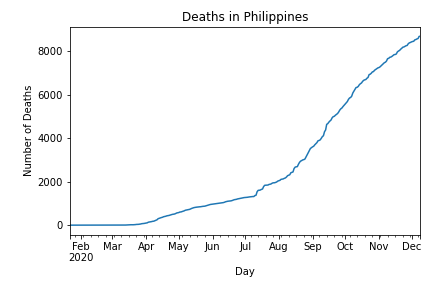 Deaths in Philippines
Number of Deaths
8000
6000
4000
2000
0
Feb Mar Apr May Jun Jul Aug Sep Oct Nov Dec
2020
Day